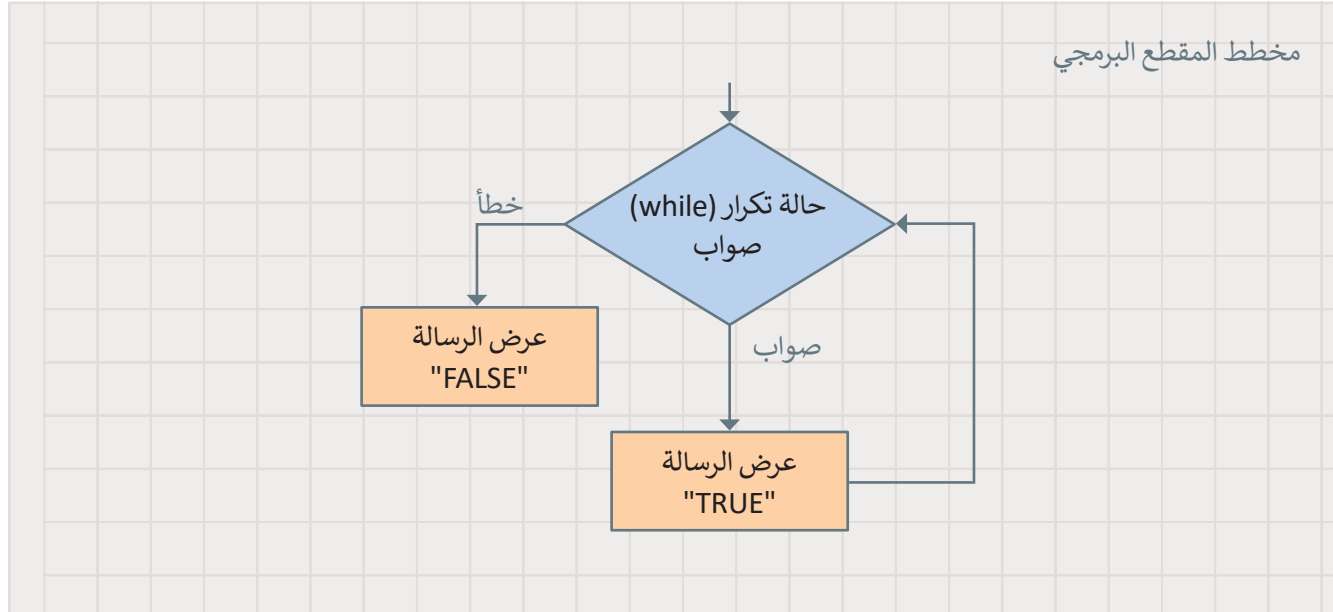 مخطط المقطع البرمجي
حالة تكرار (while)
صواب
خطأ
عرض الرسالة
"FALSE"
صواب
عرض الرسالة
"TRUE"